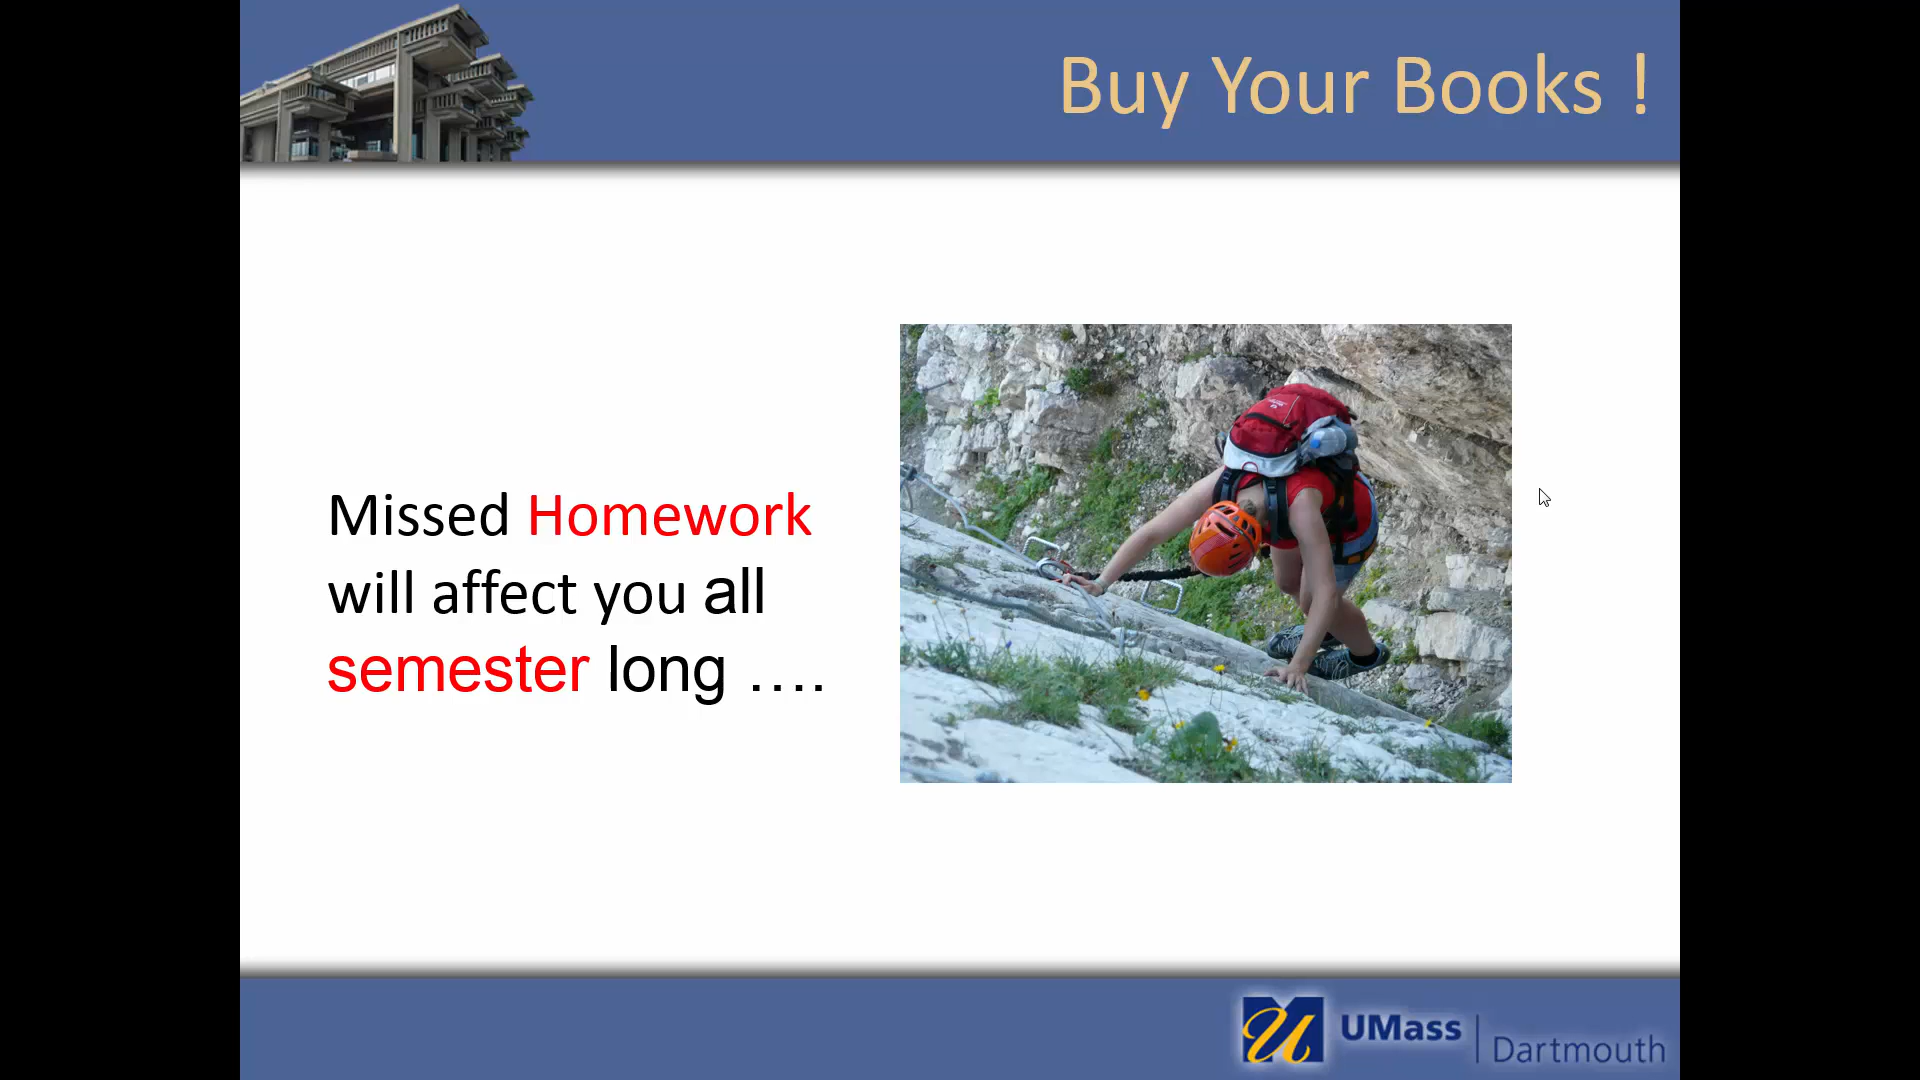 Buy Your Books !
Missed Homework
will affect you all
semester long ….
UMass
Dartmouth